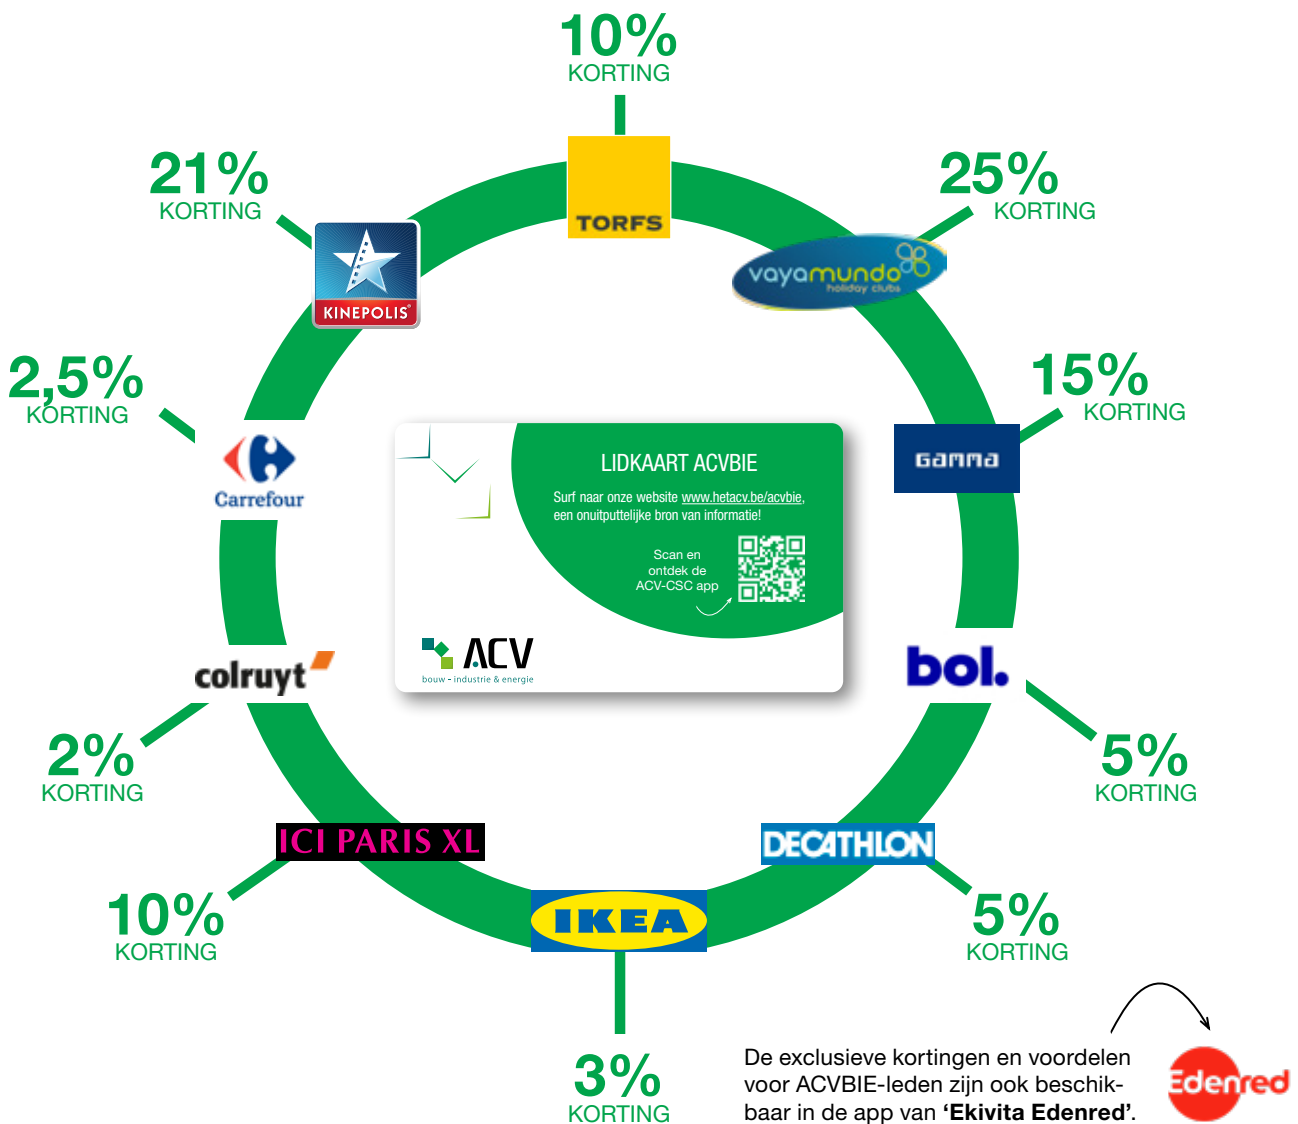 10%
KORTING
TORFS
21%
KORTING
KINEPOLIS®
25%
KORTING
vayamundo
holiday clubs
2,5%
KORTING
Carrefour
15%
KORTING
GAMMA
LIDKAART ACVBIE
Surf naar onze website www.hetacv.be/acvbie,
een onuitputtelijke bron van informatie!
Scan en
ontdek de
ACV-CSC app
ACV
bouw - industrie & energie
colruyt
2%
KORTING
bol.
5%
KORTING
ICI PARIS XL
10%
KORTING
DECATHLON
5%
KORTING
IKEA
3%
KORTING
De exclusieve kortingen en voordelen
voor ACVBIE-leden zijn ook beschik-
baar in de app van ‘Ekivita Edenred’.
Edenred